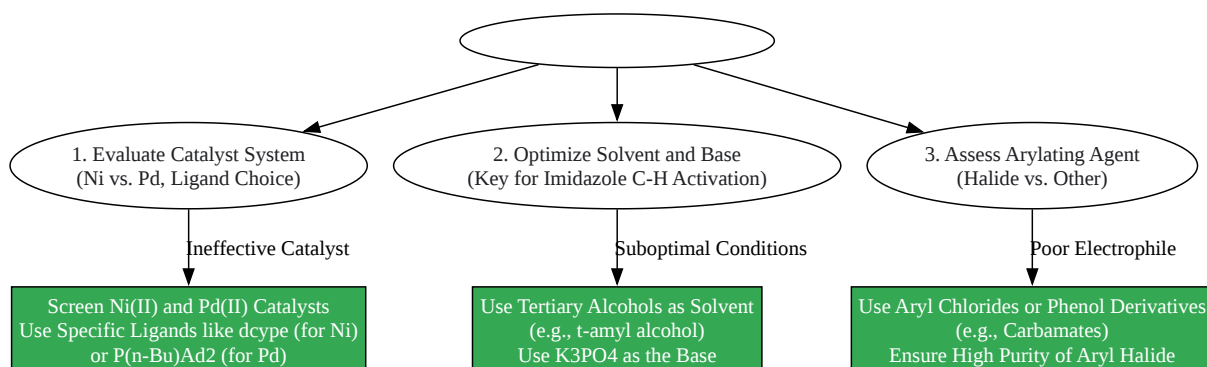 1. Evaluate Catalyst System
(Ni vs. Pd, Ligand Choice)
2. Optimize Solvent and Base
(Key for Imidazole C-H Activation)
3. Assess Arylating Agent
(Halide vs. Other)
Ineffective Catalyst
Suboptimal Conditions
Poor Electrophile
Screen Ni(II) and Pd(II) Catalysts
Use Specific Ligands like dcype (for Ni)
or P(n-Bu)Ad2 (for Pd)
Use Tertiary Alcohols as Solvent
(e.g., t-amyl alcohol)
Use K3PO4 as the Base
Use Aryl Chlorides or Phenol Derivatives
(e.g., Carbamates)
Ensure High Purity of Aryl Halide